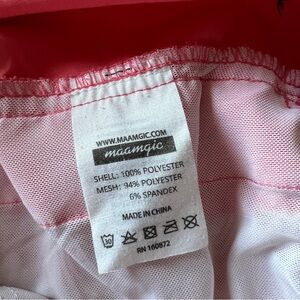 WWW.MAAMGIC.COM
maamgic
SHELL: 100% POLYESTER
MESH: 94% POLYESTER
6% SPANDEX
MADE IN CHINA
30
RN 160872